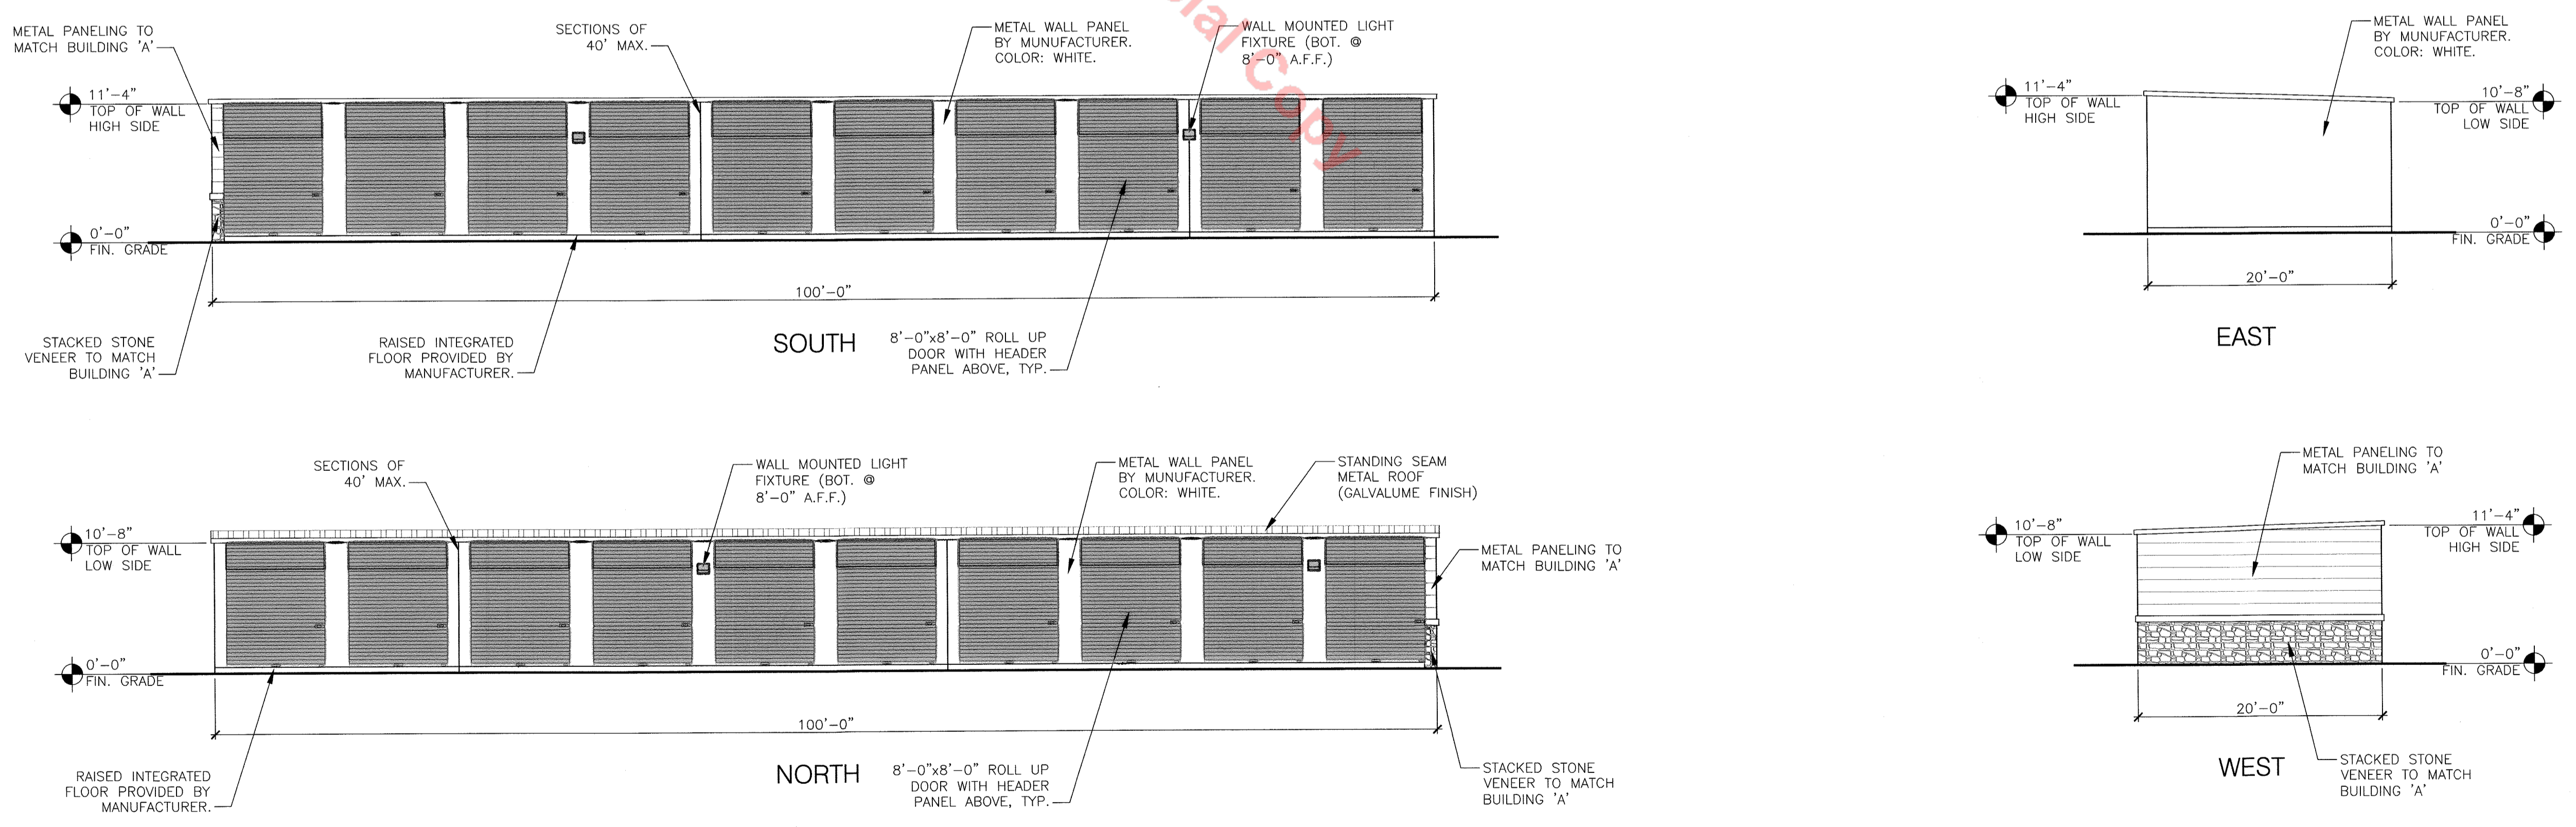 METAL PANELING TO
MATCH BUILDING 'A'
SECTIONS OF
40' MAX.
METAL WALL PANEL
BY MUNUFACTURER.
COLOR: WHITE.
WALL MOUNTED LIGHT
FIXTURE (BOT. @
8'-0" A.F.F.)
11'-4"
TOP OF WALL
HIGH SIDE
0'-0"
FIN. GRADE
100'-0"
STACKED STONE
VENEER TO MATCH
BUILDING 'A'
RAISED INTEGRATED
FLOOR PROVIDED BY
MANUFACTURER.
SOUTH
8'-0"x8'-0" ROLL UP
DOOR WITH HEADER
PANEL ABOVE, TYP.
Copy
METAL WALL PANEL
BY MUNUFACTURER.
COLOR: WHITE.
11'-4"
TOP OF WALL
HIGH SIDE
10'-8"
TOP OF WALL
LOW SIDE
0'-0"
FIN. GRADE
20'-0"
EAST
SECTIONS OF
40' MAX.
WALL MOUNTED LIGHT
FIXTURE (BOT. @
8'-0" A.F.F.)
METAL WALL PANEL
BY MUNUFACTURER.
COLOR: WHITE.
STANDING SEAM
METAL ROOF
(GALVALUME FINISH)
10'-8"
TOP OF WALL
LOW SIDE
METAL PANELING TO
MATCH BUILDING 'A'
0'-0"
FIN. GRADE
100'-0"
RAISED INTEGRATED
FLOOR PROVIDED BY
MANUFACTURER.
NORTH
8'-0"x8'-0" ROLL UP
DOOR WITH HEADER
PANEL ABOVE, TYP.
STACKED STONE
VENEER TO MATCH
BUILDING 'A'
METAL PANELING TO
MATCH BUILDING 'A'
10'-8"
TOP OF WALL
LOW SIDE
11'-4"
TOP OF WALL
HIGH SIDE
0'-0"
FIN. GRADE
20'-0"
WEST
STACKED STONE
VENEER TO MATCH
BUILDING 'A'